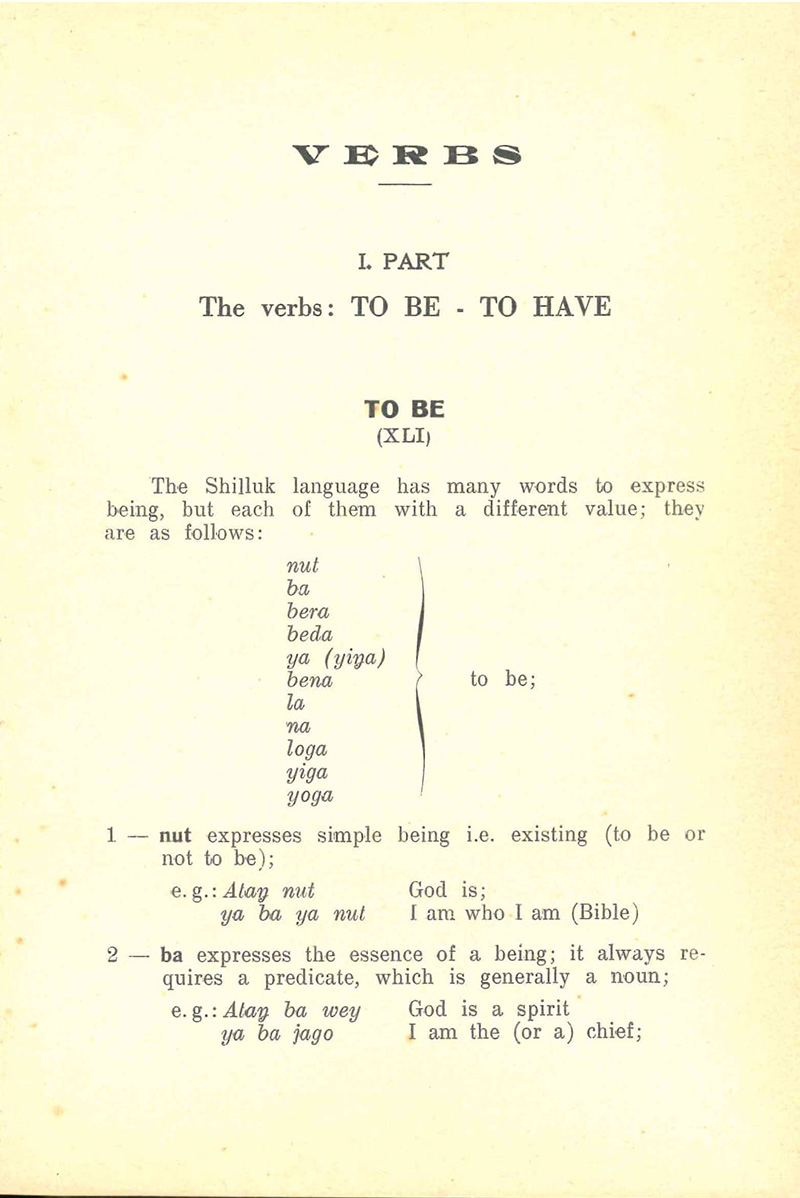 VERBS
I. PART
The verbs: TO BE - TO HAVE
TO BE
(XLI)
The Shilluk language has many words to express
being, but each of them with a different value; they
are as follows:
nut
ba
bera
beda
ya (yiya)
bena
to be;
la
na
loga
yiga
yoga
1 — nut expresses simple being i.e. existing (to be or
not to be);
e.g.: Ataŋ nut God is;
ya ba ya nut I am who I am (Bible)
2 — ba expresses the essence of a being; it always re-
quires a predicate, which is generally a noun;
e.g.: Ataŋ ba wey God is a spirit
ya ba jago I am the (or a) chief;